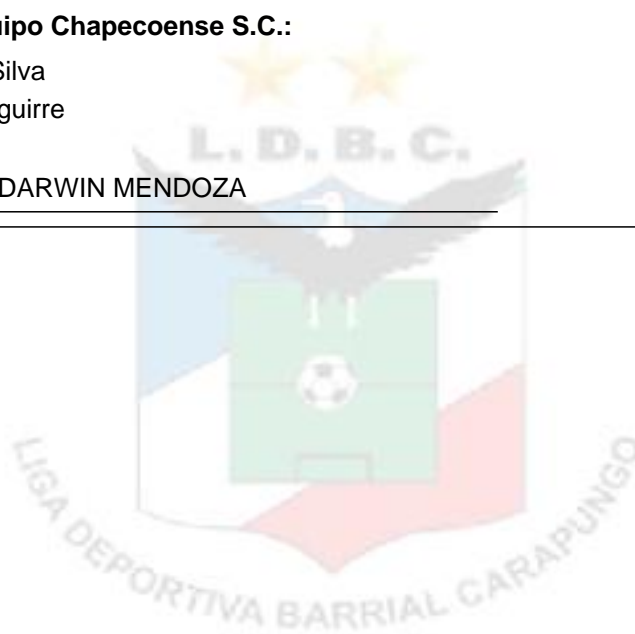 uipo Chapecoense S.C.:
Silva
guirre
L. D. B. C.
DARWIN MENDOZA
LIGA DEPORTIVA BARRIAL CARAPUNGO